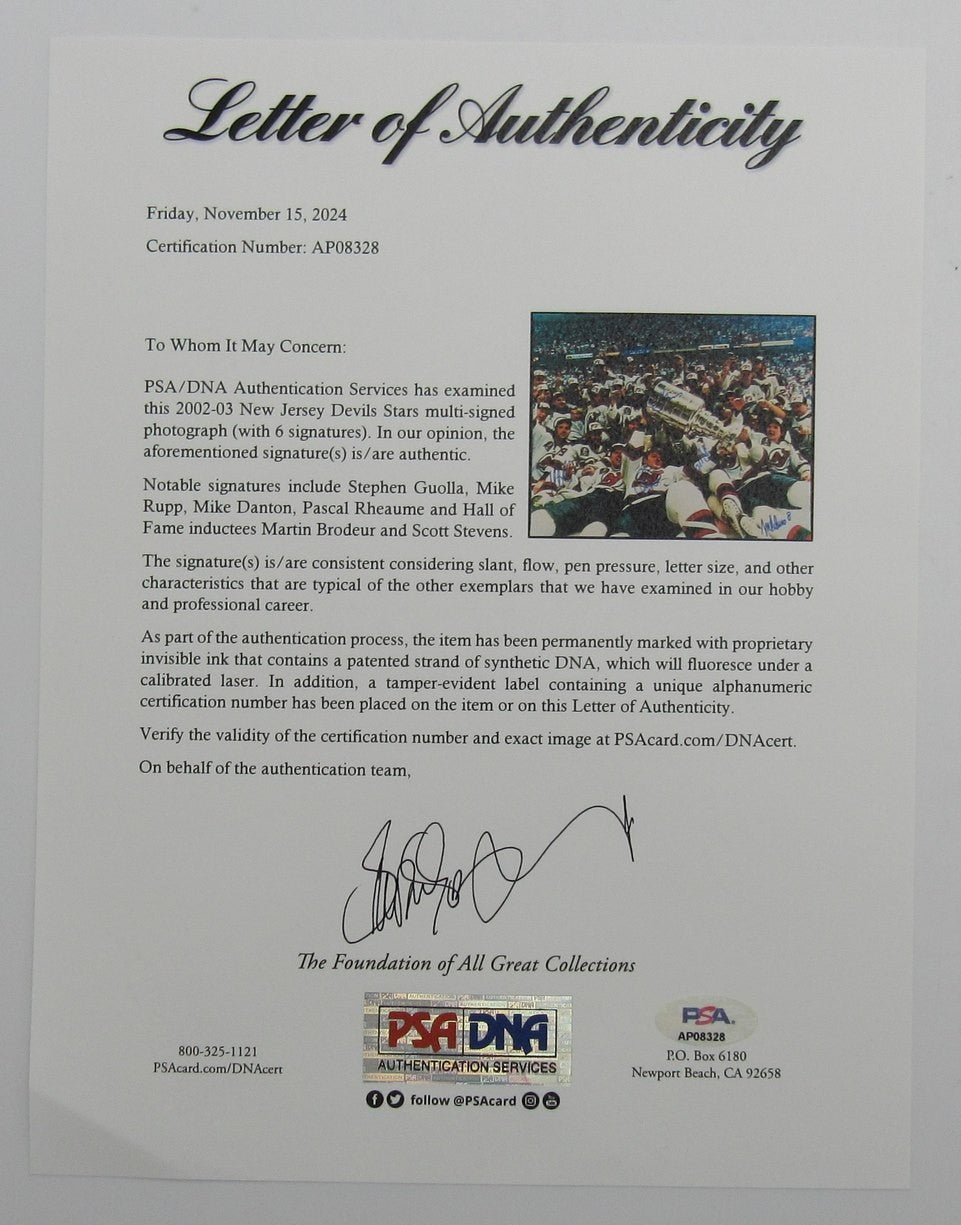 Letter of Authenticity
Friday, November 15, 2024
Certification Number: AP08328
To Whom It May Concern:
PSA/DNA Authentication Services has examined
this 2002-03 New Jersey Devils Stars multi-signed
photograph (with 6 signatures). In our opinion, the
aforementioned signature(s) is/are authentic.
Notable signatures include Stephen Guolla, Mike
Rupp, Mike Danton, Pascal Rheaume and Hall of
Fame inductees Martin Brodeur and Scott Stevens.
The signature(s) is/are consistent considering slant, flow, pen pressure, letter size, and other
characteristics that are typical of the other exemplars that we have examined in our hobby
and professional career.
As part of the authentication process, the item has been permanently marked with proprietary
invisible ink that contains a patented strand of synthetic DNA, which will fluoresce under a
calibrated laser. In addition, a tamper-evident label containing a unique alphanumeric
certification number has been placed on the item or on this Letter of Authenticity.
Verify the validity of the certification number and exact image at PSAcard.com/DNAcert.
On behalf of the authentication team,
The Foundation of All Great Collections
800-325-1121
PSAcard.com/DNAcert
PSA DNA
AUTHENTICATION SERVICES
follow @PSAcard
PSA.
AP08328
P.O. Box 6180
Newport Beach, CA 92658